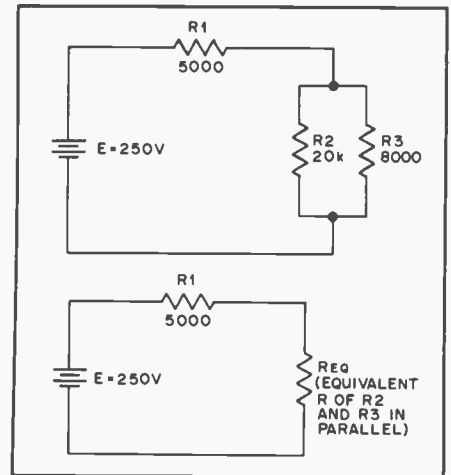 R1
5000
E=250V
R2
20k
R3
8000
R1
5000
E=250V
REQ
(EQUIVALENT
R OF R2
AND R3 IN
PARALLEL)